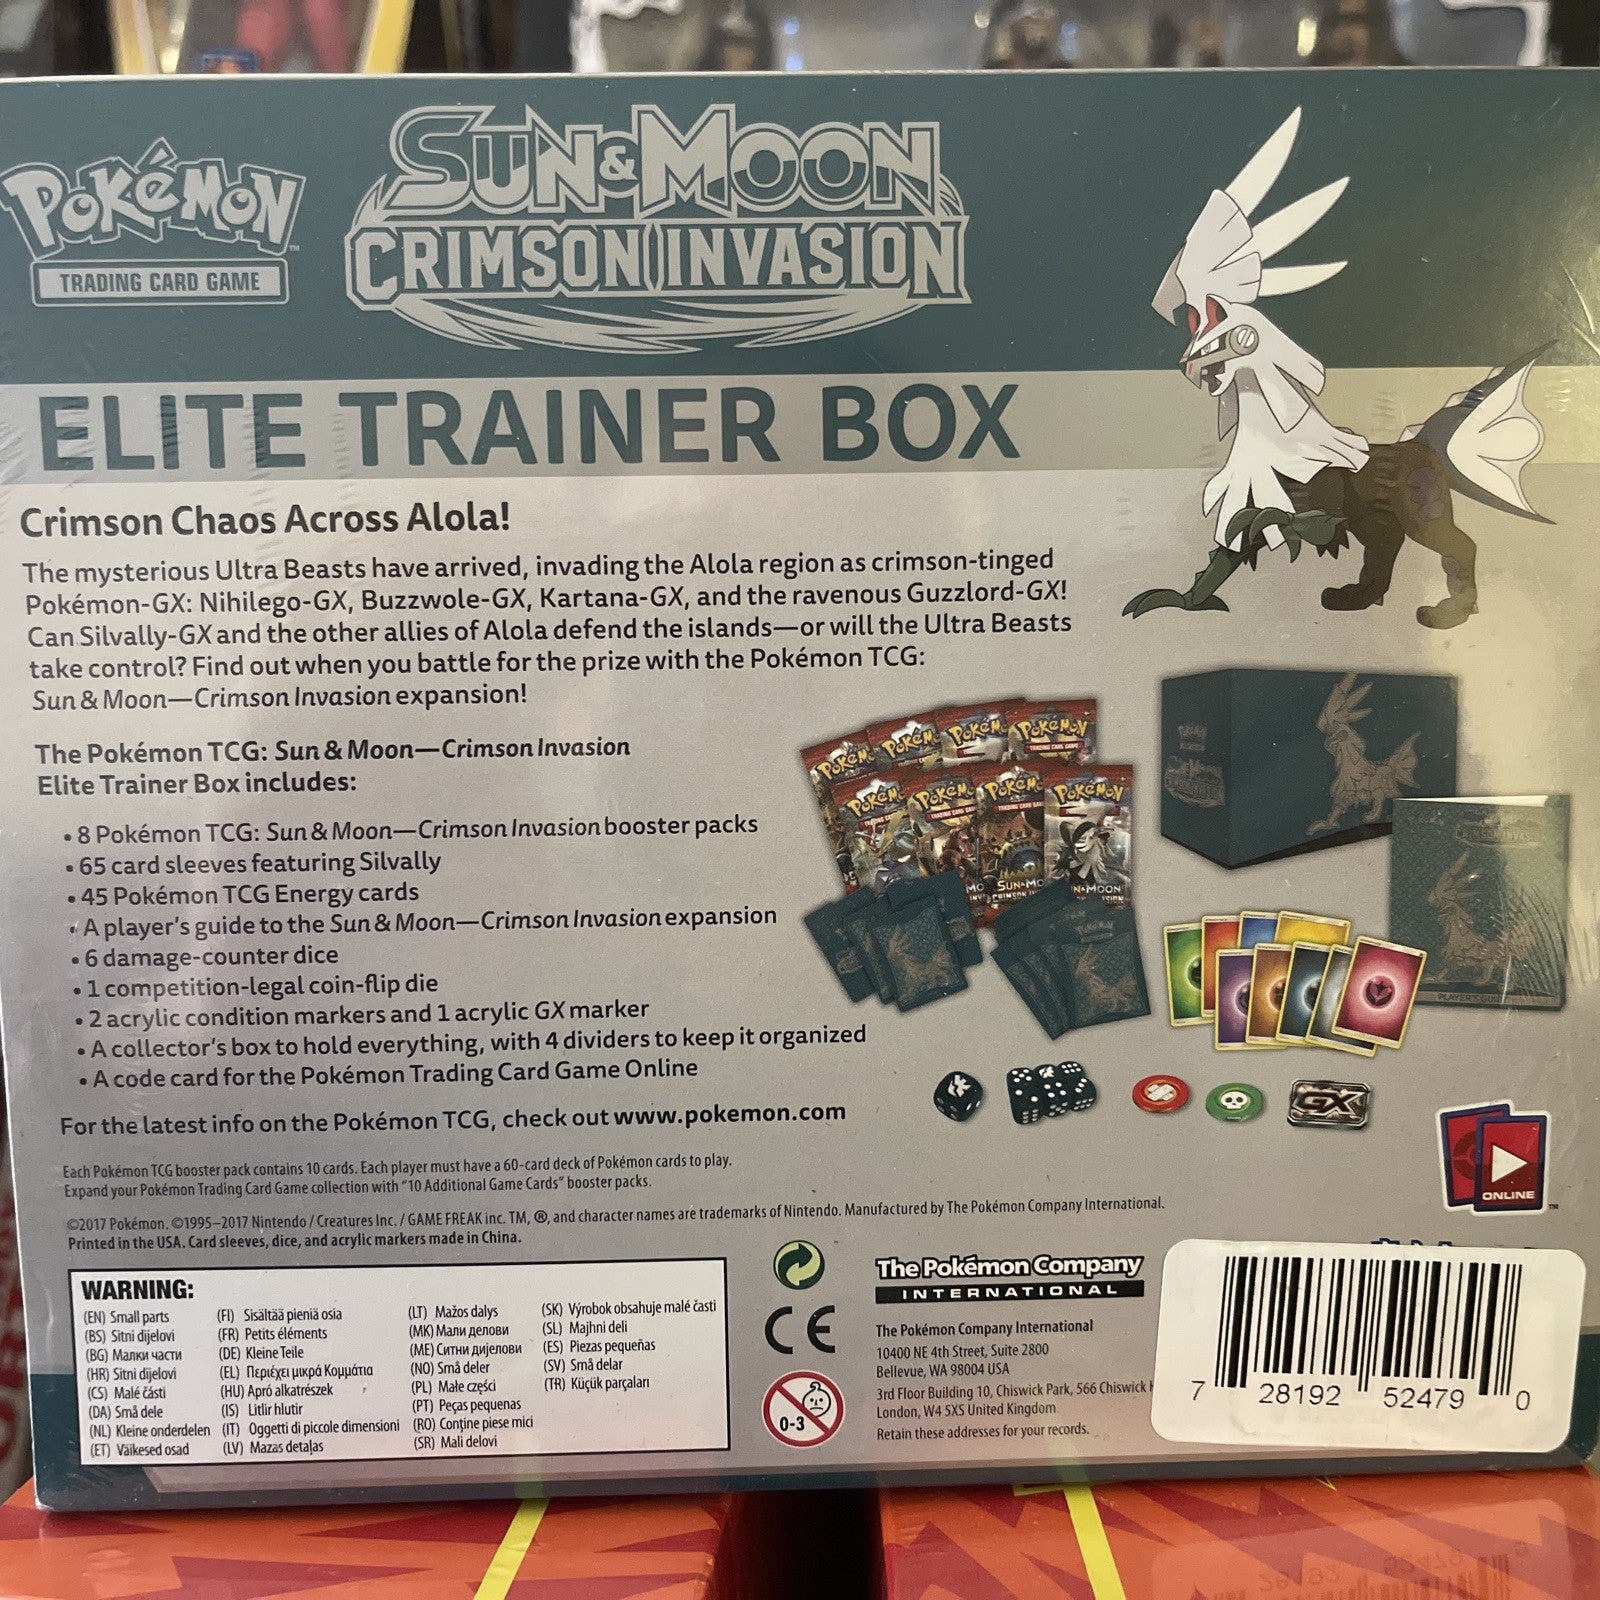 Pokémon
TRADING CARD GAME
SUN & MOON
CRIMSON INVASION
ELITE TRAINER BOX
Crimson Chaos Across Alola!
The mysterious Ultra Beasts have arrived, invading the Alola region as crimson-tinged
Pokémon-GX: Nihilego-GX, Buzzwole-GX, Kartana-GX, and the ravenous Guzzlord-GX!
Can Silvally-GX and the other allies of Alola defend the islands—or will the Ultra Beasts
take control? Find out when you battle for the prize with the Pokémon TCG:
Sun & Moon—Crimson Invasion expansion!
The Pokémon TCG: Sun & Moon—Crimson Invasion
Elite Trainer Box includes:
• 8 Pokémon TCG: Sun & Moon—Crimson Invasion booster packs
• 65 card sleeves featuring Silvally
• 45 Pokémon TCG Energy cards
• A player's guide to the Sun & Moon—Crimson Invasion expansion
• 6 damage-counter dice
• 1 competition-legal coin-flip die
• 2 acrylic condition markers and 1 acrylic GX marker
• A collector's box to hold everything, with 4 dividers to keep it organized
• A code card for the Pokémon Trading Card Game Online
For the latest info on the Pokémon TCG, check out www.pokemon.com
GX
ONLINE
™
Each Pokémon TCG booster pack contains 10 cards. Each player must have a 60-card deck of Pokémon cards to play.
Expand your Pokémon Trading Card Game collection with "10 Additional Game Cards" booster packs.
©2017 Pokémon. ©1995–2017 Nintendo / Creatures Inc. / GAME FREAK inc. TM, ®, and character names are trademarks of Nintendo. Manufactured by The Pokémon Company International.
Printed in the USA. Card sleeves, dice, and acrylic markers made in China.
WARNING:
(EN) Small parts
(BS) Sitni dijelovi
(BG) Малки части
(HR) Sitni dijelovi
(CS) Malé části
(DA) Små dele
(NL) Kleine onderdelen
(ET) Väikesed osad
(FI) Sisältää pieniä osia
(FR) Petits éléments
(DE) Kleine Teile
(EL) Περιέχει μικρά Κομμάτια
(HU) Apró alkatrészek
(IS) Litlir hlutir
(IT) Oggetti di piccole dimensioni
(LV) Mazas detaļas
(LT) Mažos dalys
(MK) Мали делови
(ME) Ситни дијелови
(NO) Små deler
(PL) Małe części
(PT) Peças pequenas
(RO) Conține piese mici
(SR) Mali delovi
(SK) Výrobok obsahuje malé časti
(SL) Majhni deli
(ES) Piezas pequeñas
(SV) Små delar
(TR) Küçük parçaları
CE
0-3
The Pokémon Company
INTERNATIONAL
The Pokémon Company International
10400 NE 4th Street, Suite 2800
Bellevue, WA 98004 USA
3rd Floor Building 10, Chiswick Park, 566 Chiswick
London, W4 5XS United Kingdom
Retain these addresses for your records.
7 28192 52479 0